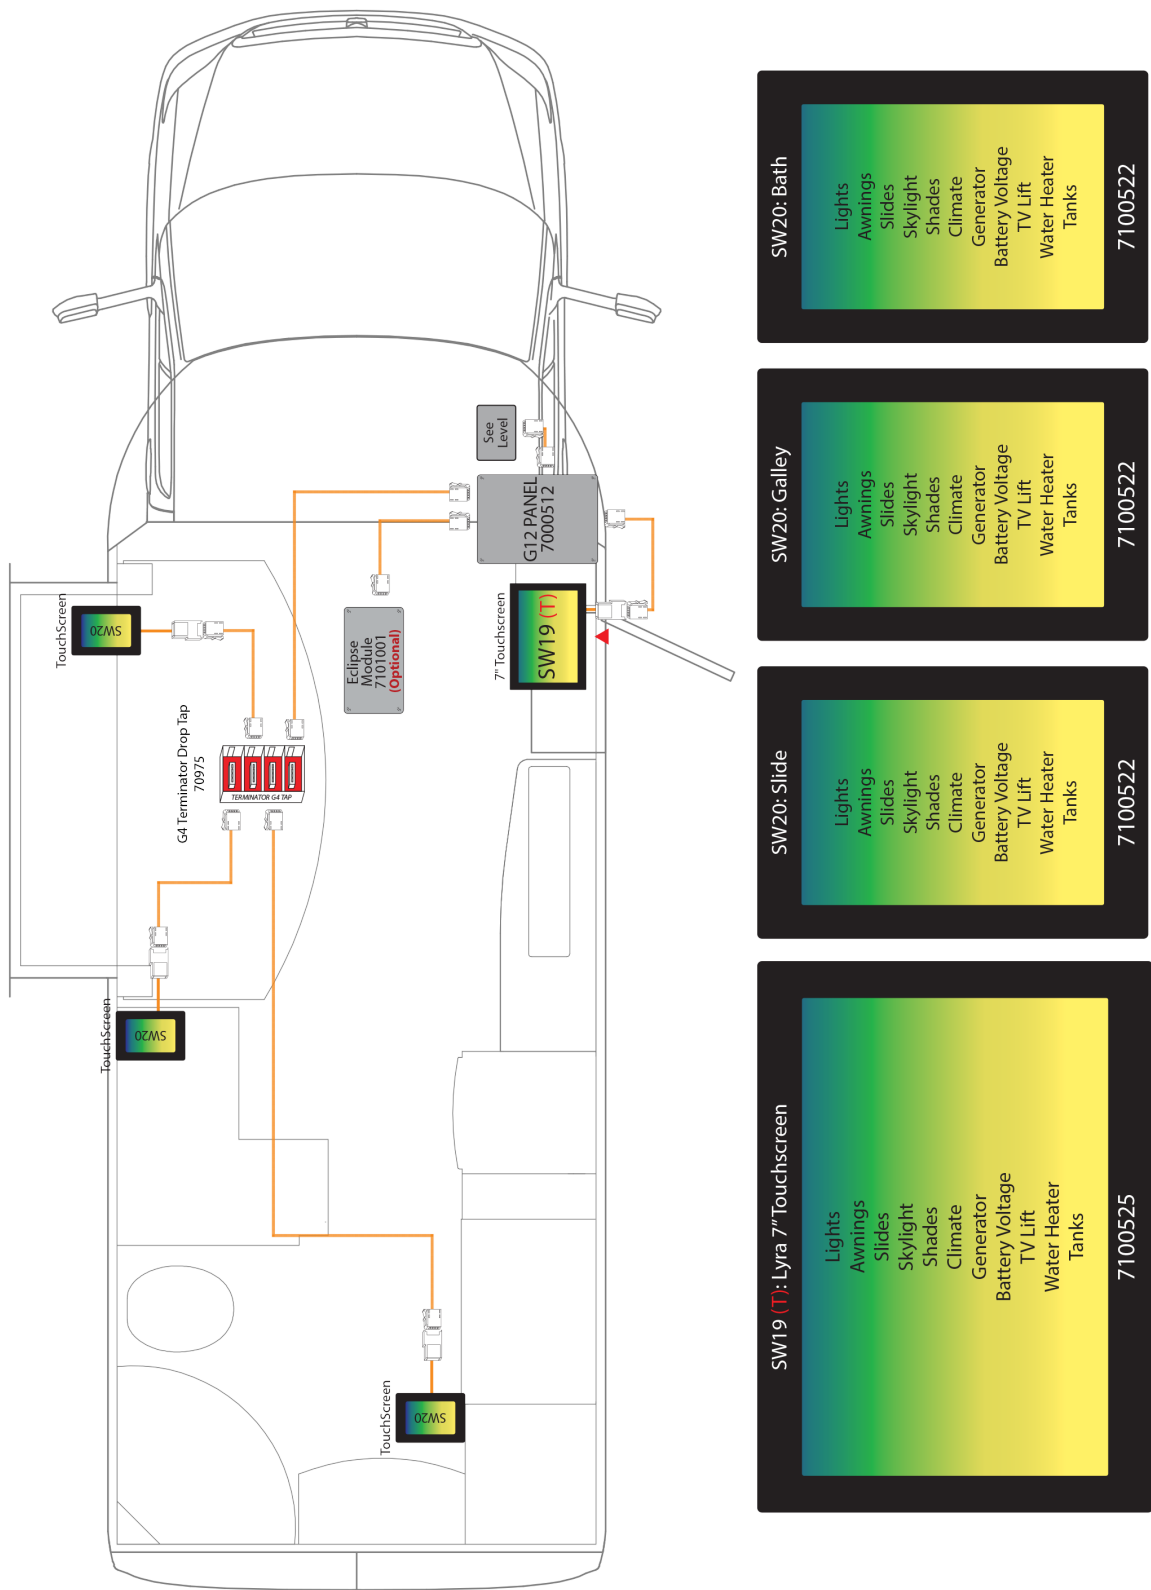 TouchScreen
SW20
G4 Terminator Drop Tap
70975
TERMINATOR G4 TAP
TouchScreen
SW20
TouchScreen
SW20
Eclipse
Module
7101001
(Optional)
See
Level
G12 PANEL
7000512
7" Touchscreen
SW19 (T)
SW19 (T): Lyra 7" Touchscreen
Lights
Awnings
Slides
Skylight
Shades
Climate
Generator
Battery Voltage
TV Lift
Water Heater
Tanks
7100525
SW20: Slide
Lights
Awnings
Slides
Skylight
Shades
Climate
Generator
Battery Voltage
TV Lift
Water Heater
Tanks
7100522
SW20: Galley
Lights
Awnings
Slides
Skylight
Shades
Climate
Generator
Battery Voltage
TV Lift
Water Heater
Tanks
7100522
SW20: Bath
Lights
Awnings
Slides
Skylight
Shades
Climate
Generator
Battery Voltage
TV Lift
Water Heater
Tanks
7100522